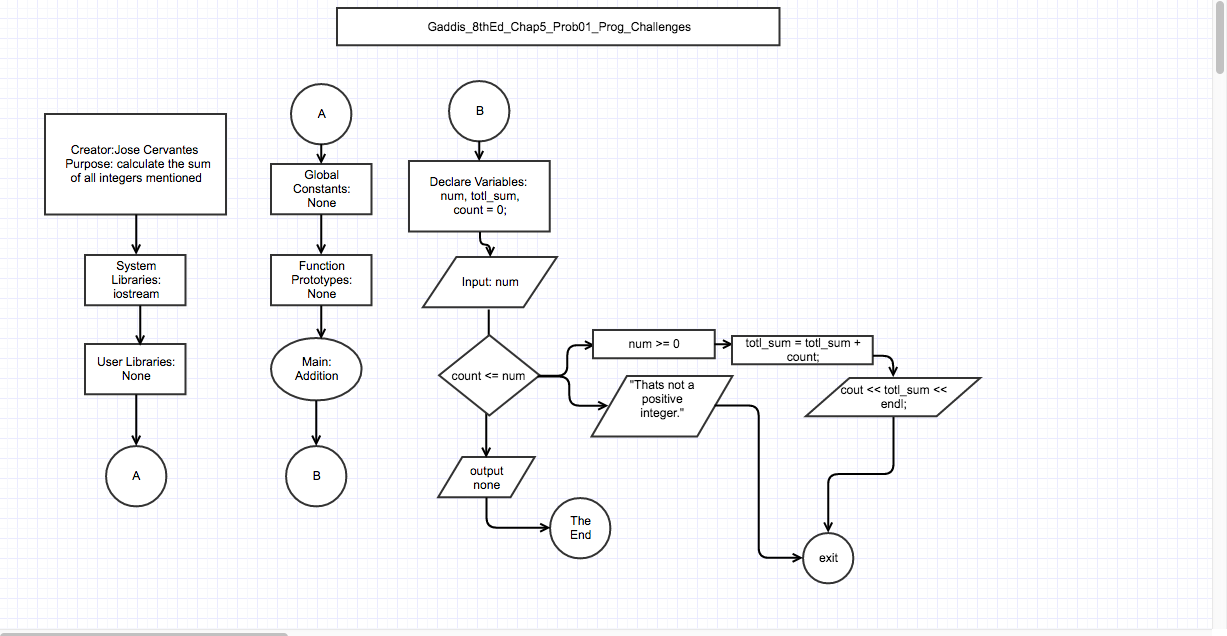 Gaddis_8thEd_Chap5_Prob01_Prog_Challenges
Creator:Jose Cervantes
Purpose: calculate the sum
of all integers mentioned
System
Libraries:
iostream
User Libraries:
None
A
A
Global
Constants:
None
Function
Prototypes:
None
Main:
Addition
B
B
Declare Variables:
num, totl_sum,
count = 0;
Input: num
count <= num
num >= 0
totl_sum = totl_sum +
count;
"Thats not a
positive
integer."
cout << totl_sum <<
endl;
output
none
The
End
exit